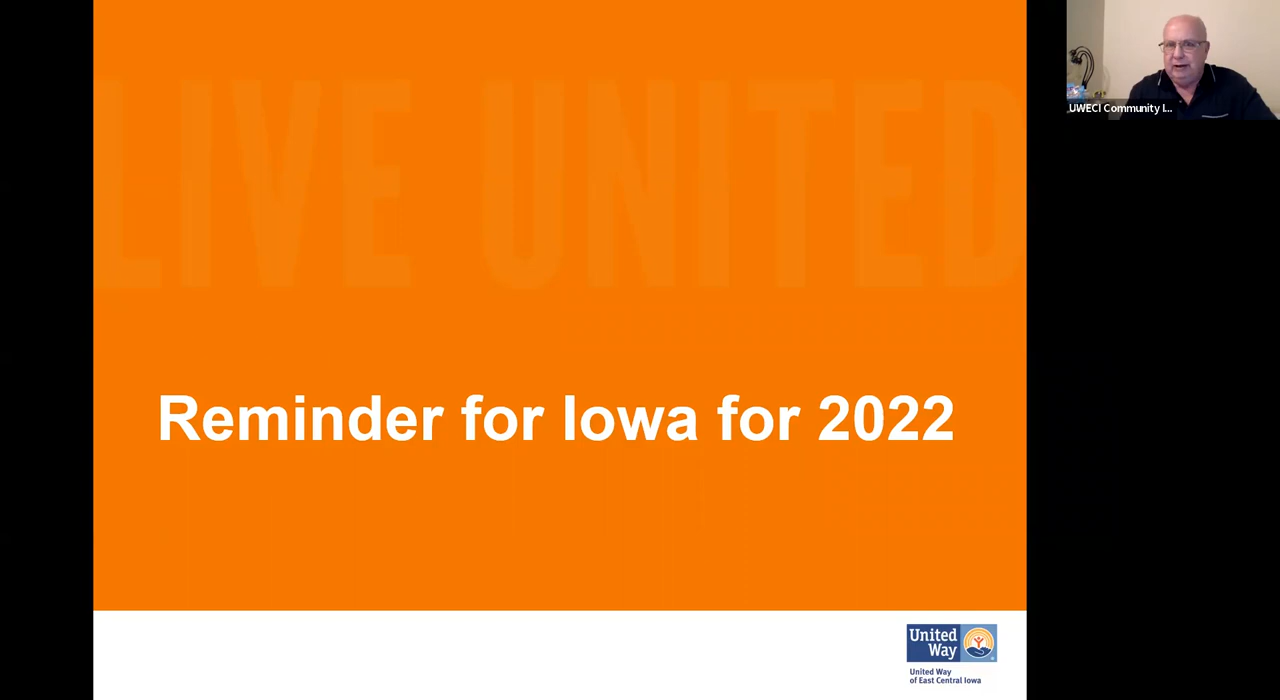 LIVE UNITED
Reminder for Iowa for 2022
United
Way
United Way
of East Central Iowa
UWECI Community I...